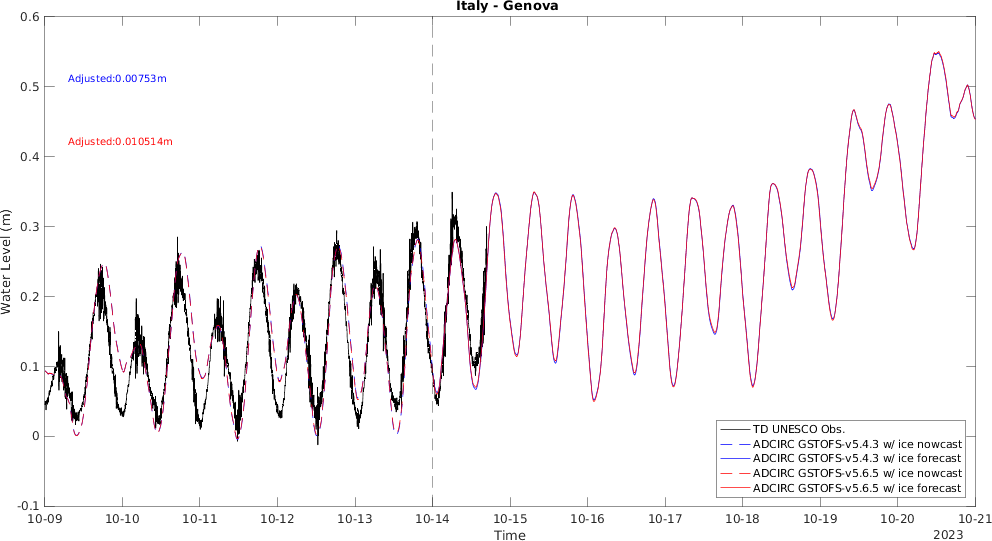 Italy - Genova
Adjusted:0.00753m
Adjusted:0.010514m
Water Level (m)
0.6
0.5
0.4
0.3
0.2
0.1
0
-0.1
TD UNESCO Obs.
ADCIRC GSTOFS-v5.4.3 w/ ice nowcast
ADCIRC GSTOFS-v5.4.3 w/ ice forecast
ADCIRC GSTOFS-v5.6.5 w/ ice nowcast
ADCIRC GSTOFS-v5.6.5 w/ ice forecast
10-09 10-10 10-11 10-12 10-13 10-14 10-15 10-16 10-17 10-18 10-19 10-20 10-21
Time
2023